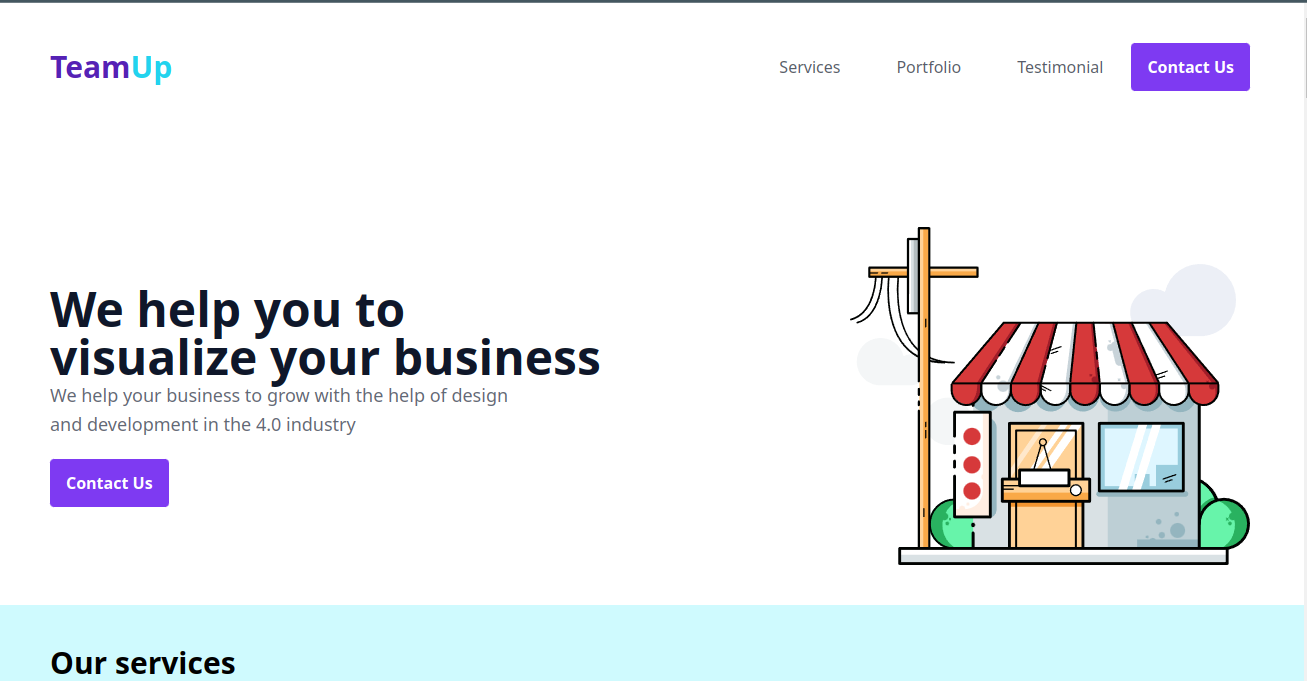 TeamUp
Services Portfolio Testimonial Contact Us
We help you to
visualize your business
We help your business to grow with the help of design
and development in the 4.0 industry
Contact Us
Our services